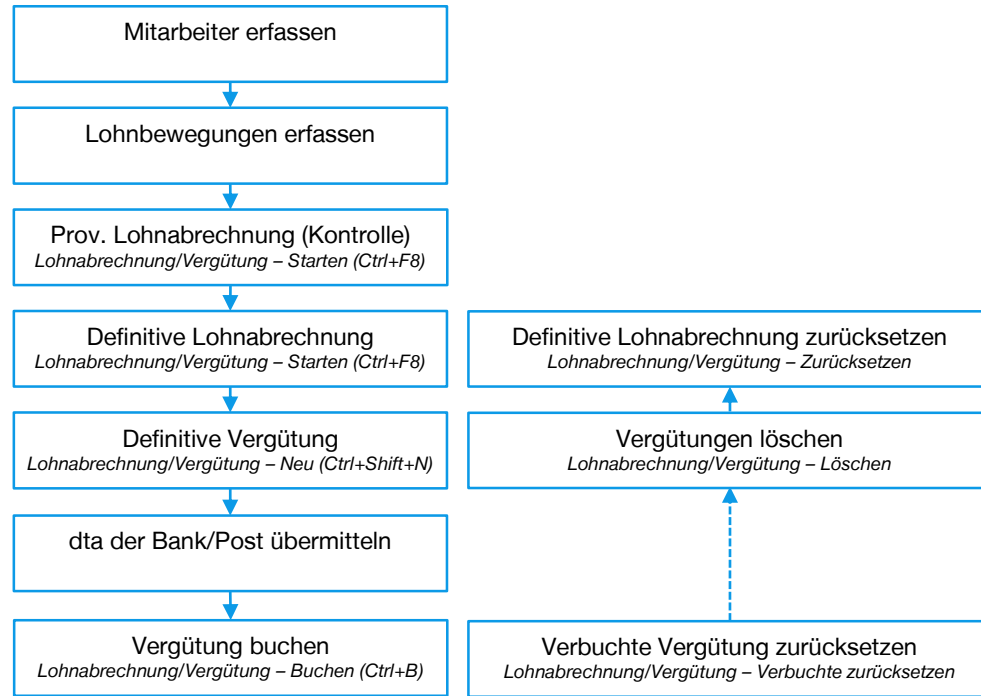 Mitarbeiter erfassen
Lohnbewegungen erfassen
Prov. Lohnabrechnung (Kontrolle)
Lohnabrechnung/Vergütung – Starten (Ctrl+F8)
Definitive Lohnabrechnung
Lohnabrechnung/Vergütung – Starten (Ctrl+F8)
Definitive Lohnabrechnung zurücksetzen
Lohnabrechnung/Vergütung – Zurücksetzen
Definitive Vergütung
Lohnabrechnung/Vergütung – Neu (Ctrl+Shift+N)
Vergütungen löschen
Lohnabrechnung/Vergütung – Löschen
dta der Bank/Post übermitteln
Vergütung buchen
Lohnabrechnung/Vergütung – Buchen (Ctrl+B)
Verbuchte Vergütung zurücksetzen
Lohnabrechnung/Vergütung – Verbuchte zurücksetzen